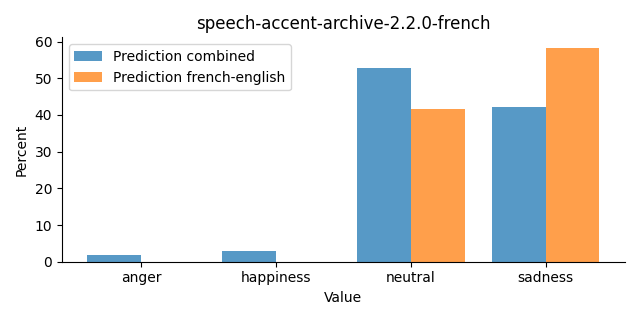 speech-accent-archive-2.2.0-french
Prediction combined
Prediction french-english
Percent
60
50
40
30
20
10
0
anger happiness neutral sadness
Value